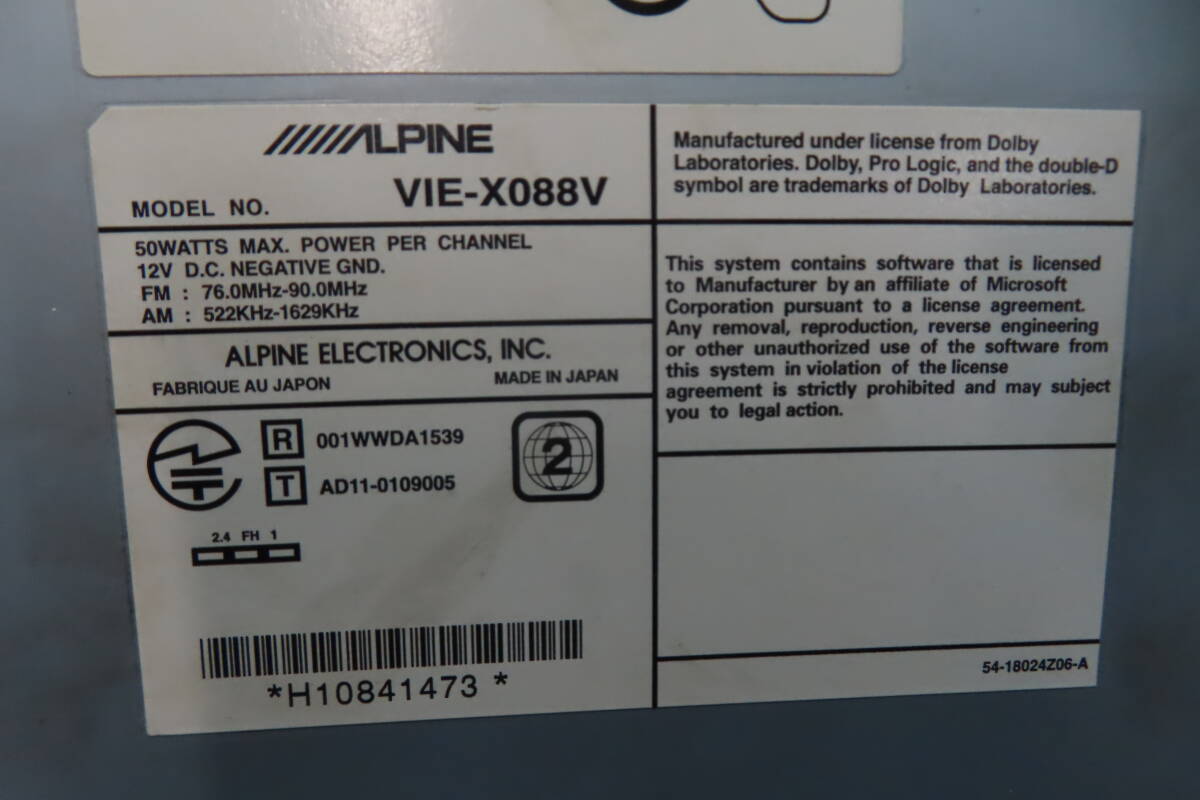 ALPINE
MODEL NO. VIE-X088V
50WATTS MAX. POWER PER CHANNEL
12V D.C. NEGATIVE GND.
FM : 76.0MHz-90.0MHz
AM : 522KHz-1629KHz
ALPINE ELECTRONICS, INC.
FABRIQUE AU JAPON MADE IN JAPAN
R 001WWDA1539
T AD11-0109005
2
2.4 FH 1
*H10841473*
Manufactured under license from Dolby
Laboratories. Dolby, Pro Logic, and the double-D
symbol are trademarks of Dolby Laboratories.
This system contains software that is licensed
to Manufacturer by an affiliate of Microsoft
Corporation pursuant to a license agreement.
Any removal, reproduction, reverse engineering
or other unauthorized use of the software from
this system in violation of the license
agreement is strictly prohibited and may subject
you to legal action.
54-18024Z06-A